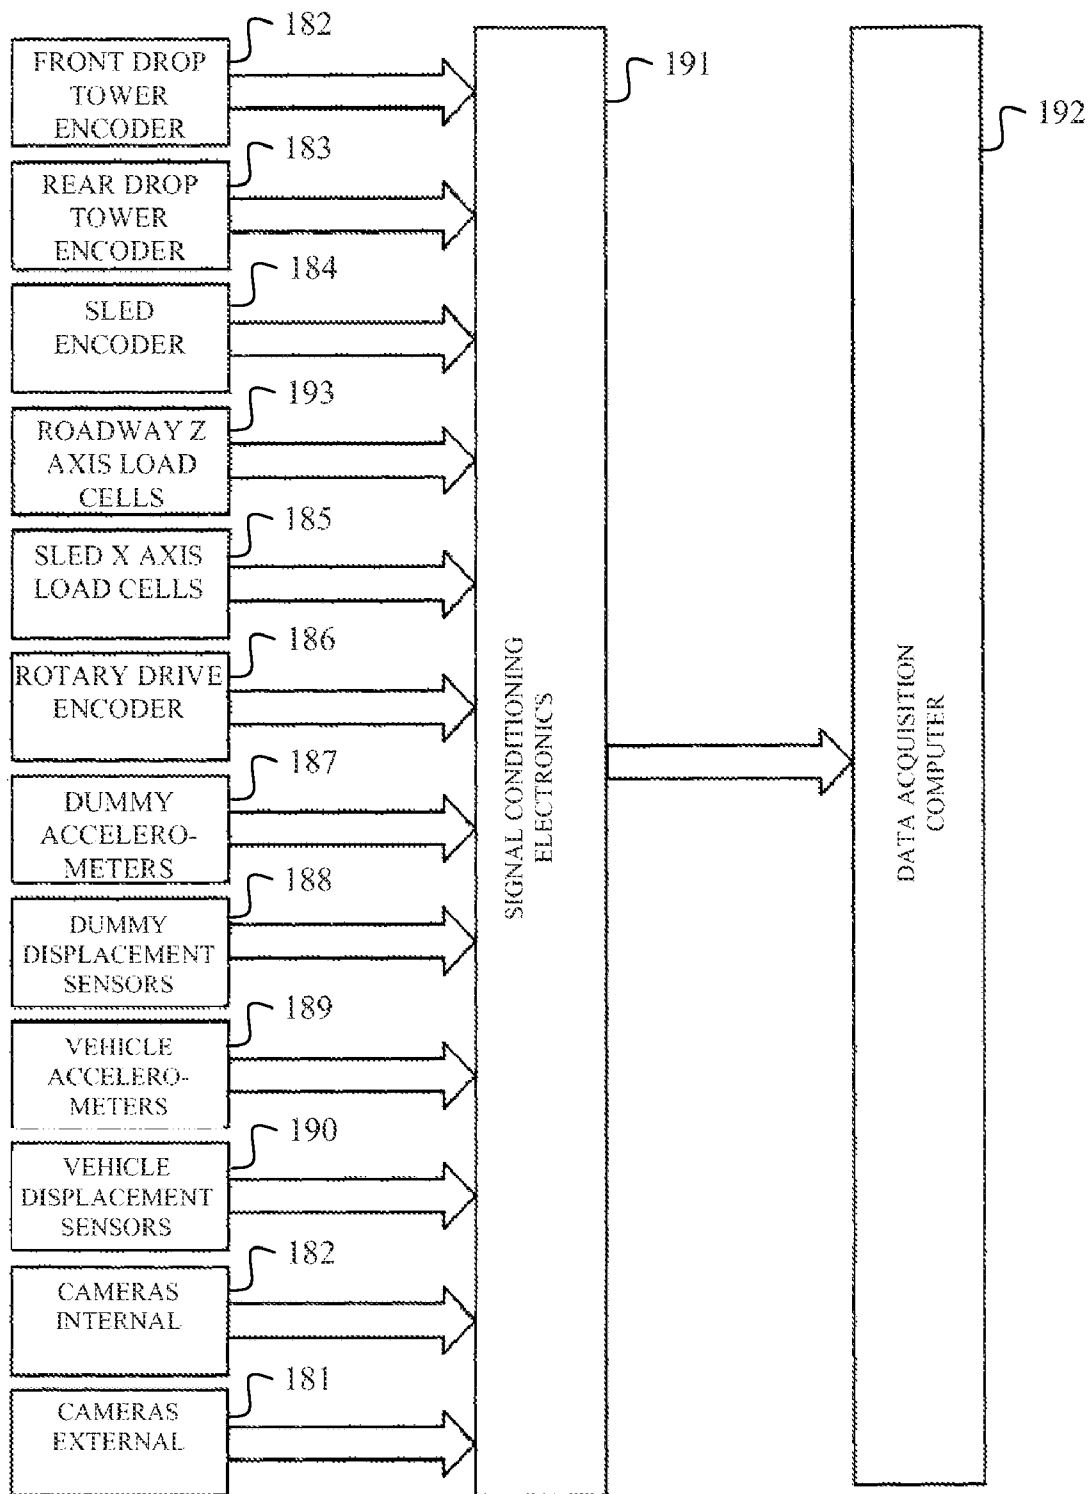 182
FRONT DROP
TOWER
ENCODER
183
REAR DROP
TOWER
ENCODER
184
SLED
ENCODER
193
ROADWAY Z
AXIS LOAD
CELLS
185
SLED X AXIS
LOAD CELLS
186
ROTARY DRIVE
ENCODER
187
DUMMY
ACCELERO-
METERS
188
DUMMY
DISPLACEMENT
SENSORS
189
VEHICLE
ACCELERO-
METERS
190
VEHICLE
DISPLACEMENT
SENSORS
182
CAMERAS
INTERNAL
181
CAMERAS
EXTERNAL
191
SIGNAL CONDITIONING
ELECTRONICS
192
DATA ACQUISITION
COMPUTER